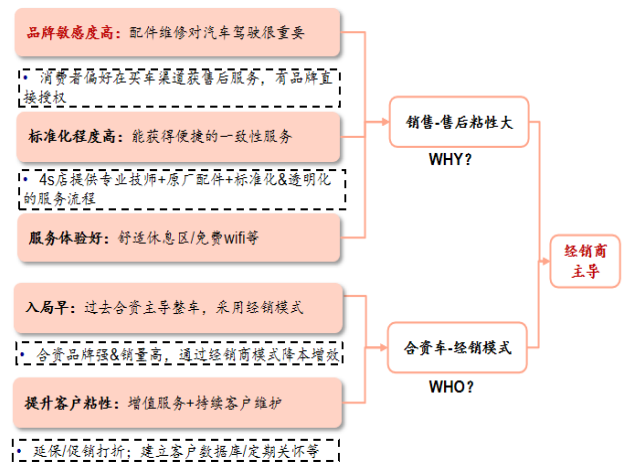 品牌敏感度高：配件维修对汽车驾驶很重要
• 消费者偏好在买车渠道获售后服务，有品牌直
接授权
标准化程度高：能获得便捷的一致性服务
• 4s店提供专业技师+原厂配件+标准化&透明化
的服务流程
服务体验好：舒适休息区/免费wifi等
销售-售后粘性大
WHY？
经销商
主导
入局早：过去合资主导整车，采用经销模式
• 合资品牌强&销量高，通过经销商模式降本增效
提升客户粘性：增值服务+持续客户维护
• 延保/促销打折；建立客户数据库/定期关怀等
合资车-经销模式
WHO？